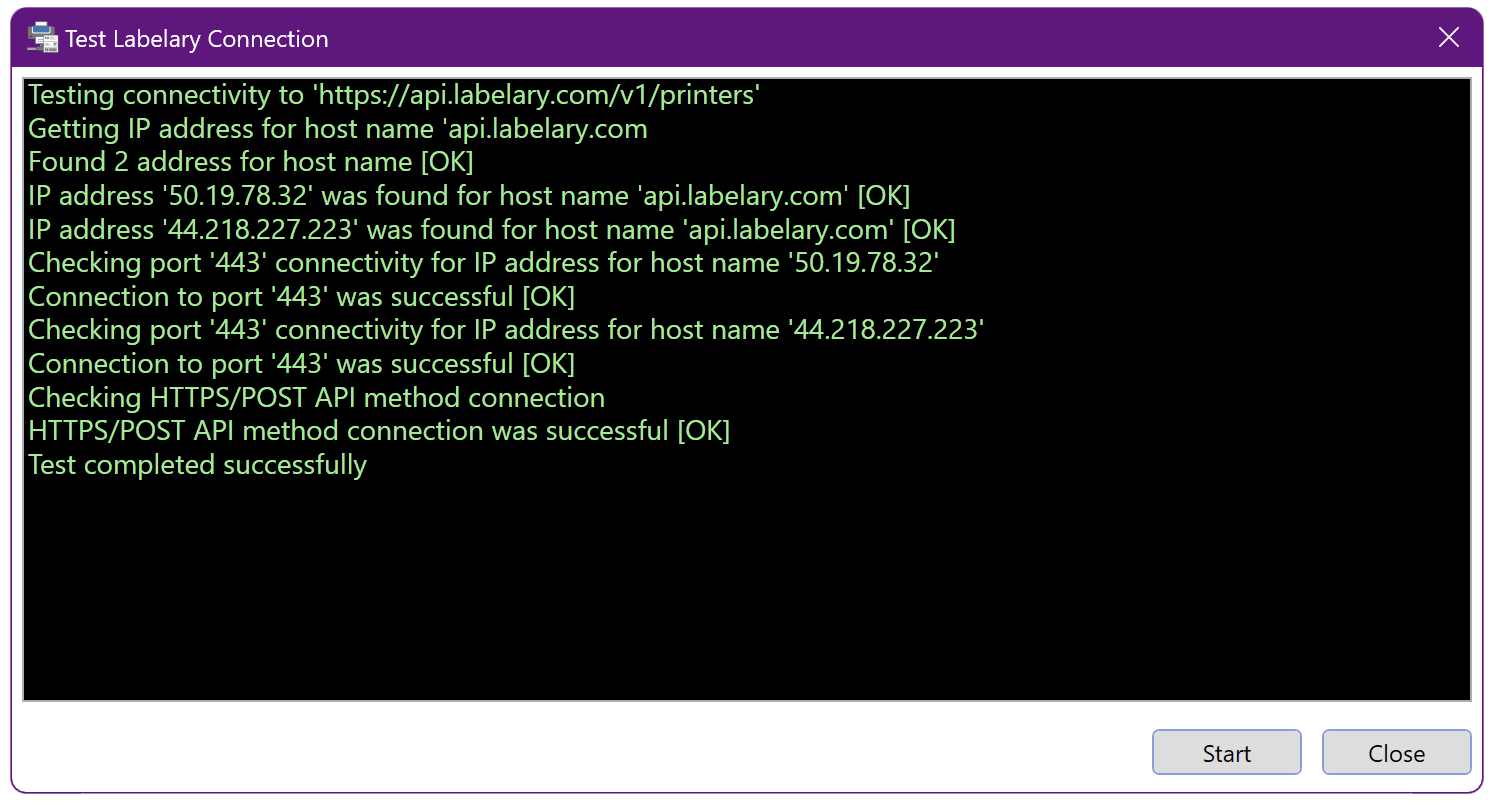 Test Labelary Connection
Testing connectivity to 'https://api.labelary.com/v1/printers'
Getting IP address for host name 'api.labelary.com
Found 2 address for host name [OK]
IP address '50.19.78.32' was found for host name 'api.labelary.com' [OK]
IP address '44.218.227.223' was found for host name 'api.labelary.com' [OK]
Checking port '443' connectivity for IP address for host name '50.19.78.32'
Connection to port '443' was successful [OK]
Checking port '443' connectivity for IP address for host name '44.218.227.223'
Connection to port '443' was successful [OK]
Checking HTTPS/POST API method connection
HTTPS/POST API method connection was successful [OK]
Test completed successfully
Start Close